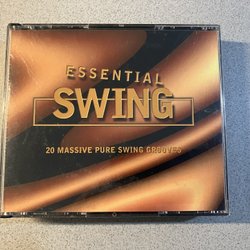 ESSENTIAL
SWING
20 MASSIVE PURE SWING GROOVES